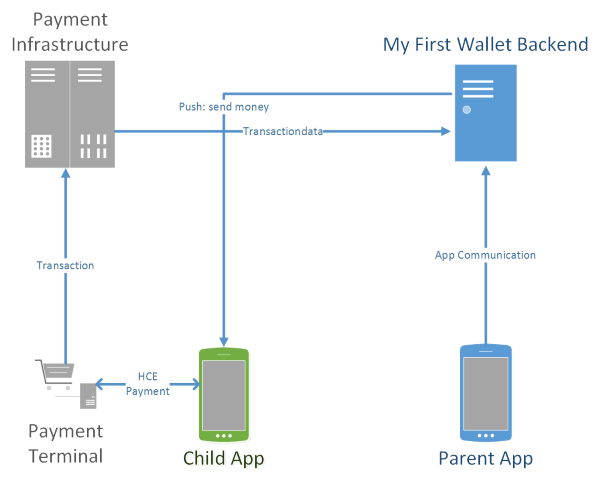 Payment
Infrastructure
My First Wallet Backend
Push: send money
Transactiondata
Transaction
App Communication
HCE
Payment
Payment
Terminal
Child App
Parent App